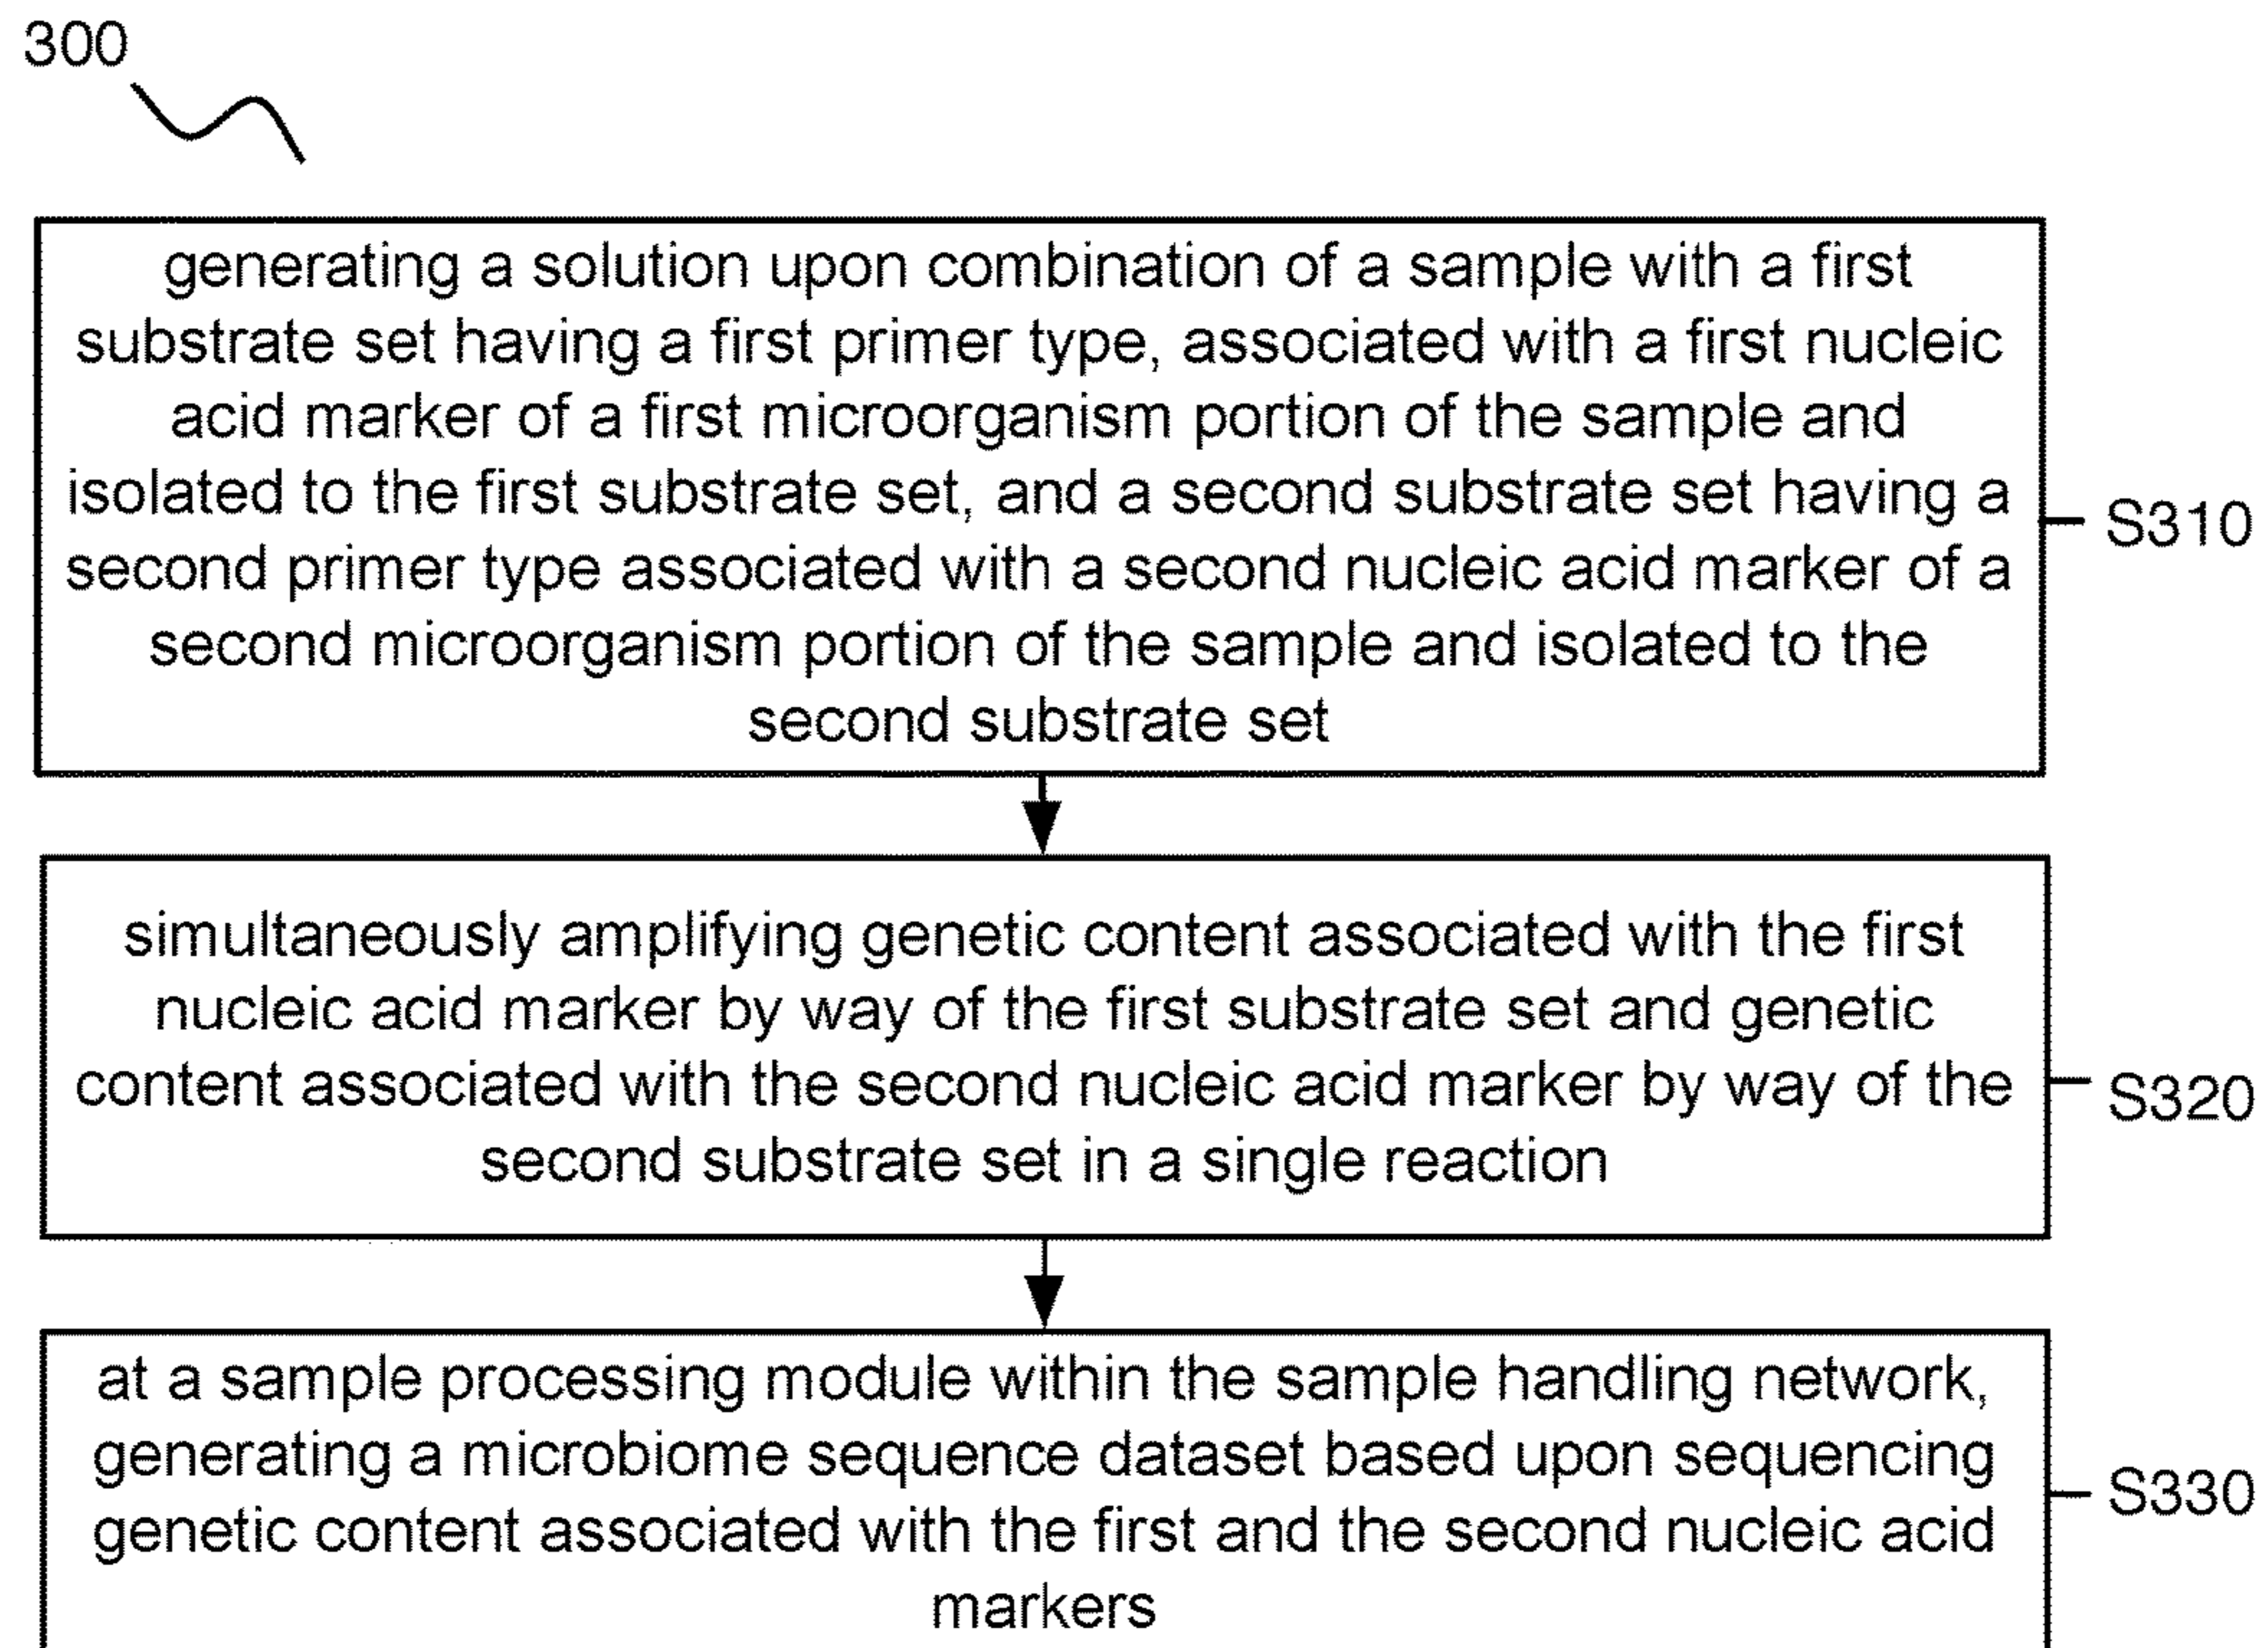 300
generating a solution upon combination of a sample with a first
substrate set having a first primer type, associated with a first nucleic
acid marker of a first microorganism portion of the sample and
isolated to the first substrate set, and a second substrate set having a
second primer type associated with a second nucleic acid marker of a
second microorganism portion of the sample and isolated to the
second substrate set
S310
simultaneously amplifying genetic content associated with the first
nucleic acid marker by way of the first substrate set and genetic
content associated with the second nucleic acid marker by way of the
second substrate set in a single reaction
S320
at a sample processing module within the sample handling network,
generating a microbiome sequence dataset based upon sequencing
genetic content associated with the first and the second nucleic acid
markers
S330